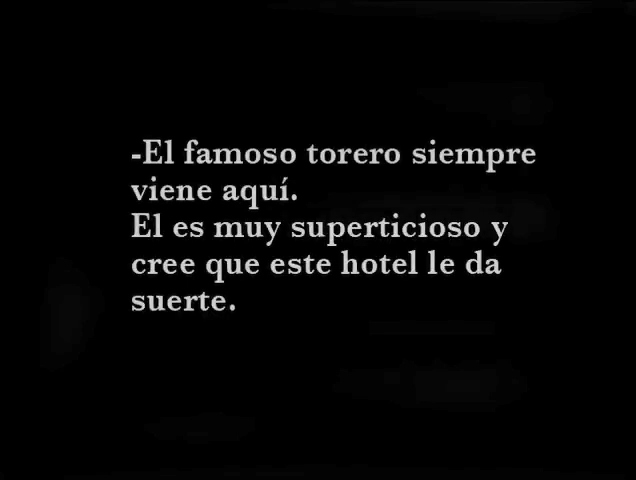 -El famoso torero siempre
viene aquí.
El es muy superticioso y
cree que este hotel le da
suerte.